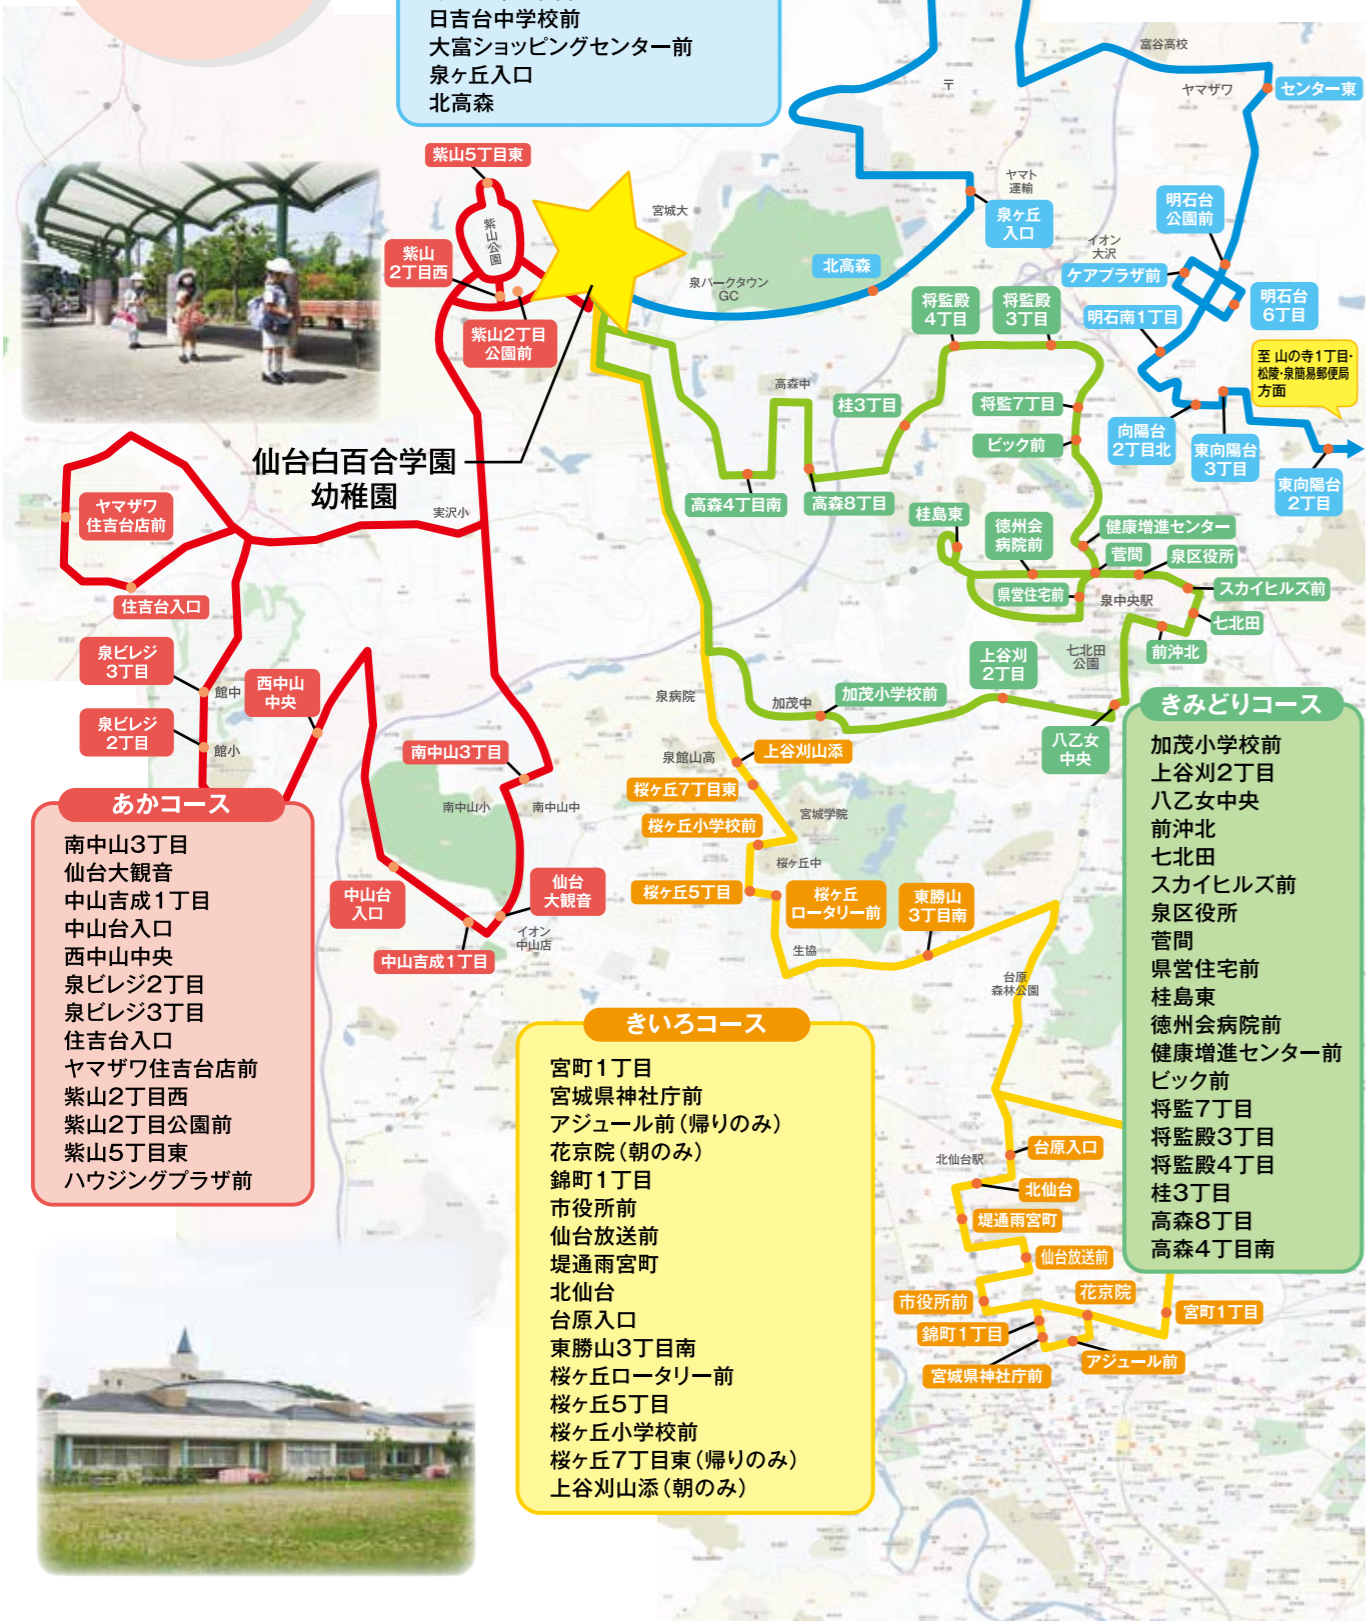 日吉台中学校前
大富ショッピングセンター前
泉ヶ丘入口
北高森
富谷高校
ヤマザワ
センター東
〒
紫山5丁目東
紫山公園
紫山
2丁目西
紫山2丁目
公園前
宮城大
泉パークタウン
GC
北高森
ヤマト
運輸
泉ヶ丘
入口
明石台
公園前
イオン
大沢
ケアプラザ前
明石台
6丁目
明石南1丁目
至 山の寺1丁目・
松陵・泉簡易郵便局
方面
向陽台
2丁目北
東向陽台
3丁目
東向陽台
2丁目
将監殿
4丁目
将監殿
3丁目
高森中
桂3丁目
将監7丁目
ビック前
高森4丁目南
高森8丁目
仙台白百合学園
幼稚園
ヤマザワ
住吉台店前
実沢小
住吉台入口
桂島東
徳州会
病院前
健康増進センター
菅間
泉区役所
県営住宅前
泉中央駅
スカイヒルズ前
七北田
前沖北
七北田
公園
上谷刈
2丁目
泉ビレジ
3丁目
館中
西中山
中央
泉ビレジ
2丁目
館小
泉病院
加茂中
加茂小学校前
八乙女
中央
南中山3丁目
南中山小
南中山中
泉館山高
上谷刈山添
桜ヶ丘7丁目東
宮城学院
桜ヶ丘小学校前
桜ヶ丘中
桜ヶ丘5丁目
桜ヶ丘
ロータリー前
東勝山
3丁目南
生協
中山台
入口
仙台
大観音
イオン
中山店
中山吉成1丁目
台原
森林公園
あかコース
南中山3丁目
仙台大観音
中山吉成1丁目
中山台入口
西中山中央
泉ビレジ2丁目
泉ビレジ3丁目
住吉台入口
ヤマザワ住吉台店前
紫山2丁目西
紫山2丁目公園前
紫山5丁目東
ハウジングプラザ前
きいろコース
宮町1丁目
宮城県神社庁前
アジュール前(帰りのみ)
花京院(朝のみ)
錦町1丁目
市役所前
仙台放送前
堤通雨宮町
北仙台
台原入口
東勝山3丁目南
桜ヶ丘ロータリー前
桜ヶ丘5丁目
桜ヶ丘小学校前
桜ヶ丘7丁目東(帰りのみ)
上谷刈山添(朝のみ)
きみどりコース
加茂小学校前
上谷刈2丁目
八乙女中央
前沖北
七北田
スカイヒルズ前
泉区役所
菅間
県営住宅前
桂島東
徳州会病院前
健康増進センター前
ビック前
将監7丁目
将監殿3丁目
将監殿4丁目
桂3丁目
高森8丁目
高森4丁目南
北仙台駅
台原入口
北仙台
堤通雨宮町
仙台放送前
市役所前
花京院
宮町1丁目
錦町1丁目
アジュール前
宮城県神社庁前